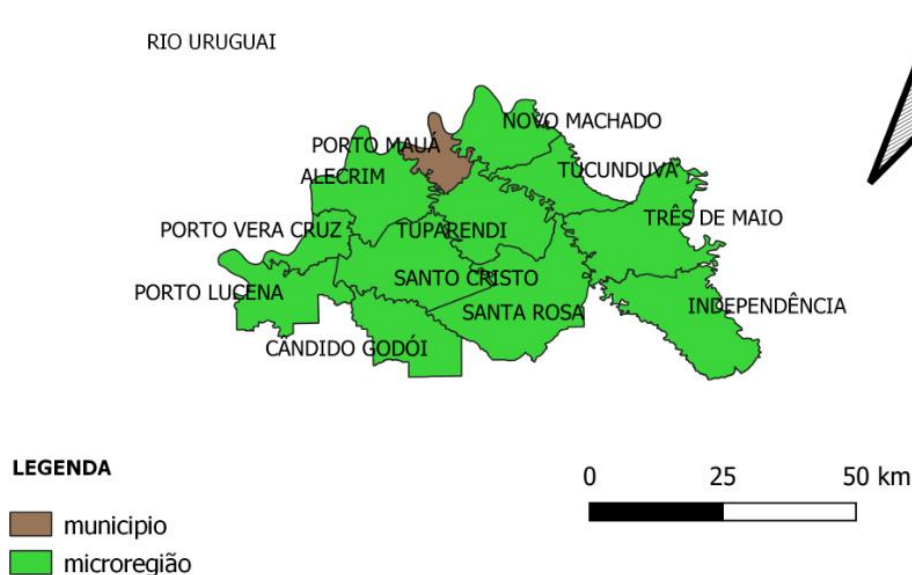 RIO URUGUAI
NOVO MACHADO
PORTO MAUÁ
TUCUNDUVA
ALECRIM
TRÊS DE MAIO
PORTO VERA CRUZ
TUPARENDI
SANTO CRISTO
PORTO LUCENA
INDEPENDÊNCIA
SANTA ROSA
CÂNDIDO GODÓI
LEGENDA
0 25 50 km
municipio
microregião